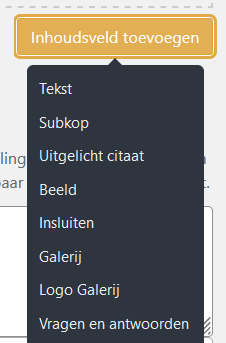 Inhoudsveld toevoegen
Tekst
Subkop
Uitgelicht citaat
Beeld
Insluiten
Galerij
Logo Galerij
Vragen en antwoorden